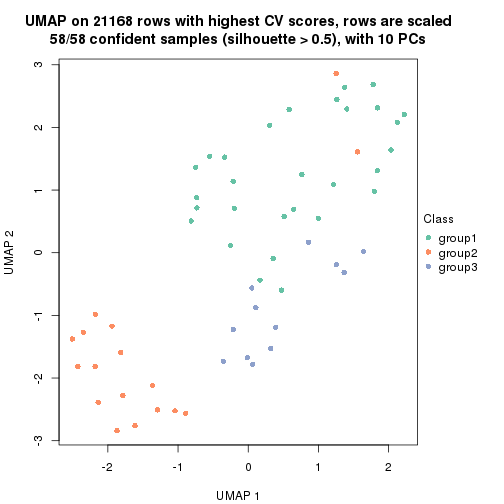 UMAP on 21168 rows with highest CV scores, rows are scaled
58/58 confident samples (silhouette > 0.5), with 10 PCs
3
2
1
0
-1
-2
-3
UMAP 2
-2
-1
0
1
2
UMAP 1
Class
group1
group2
group3